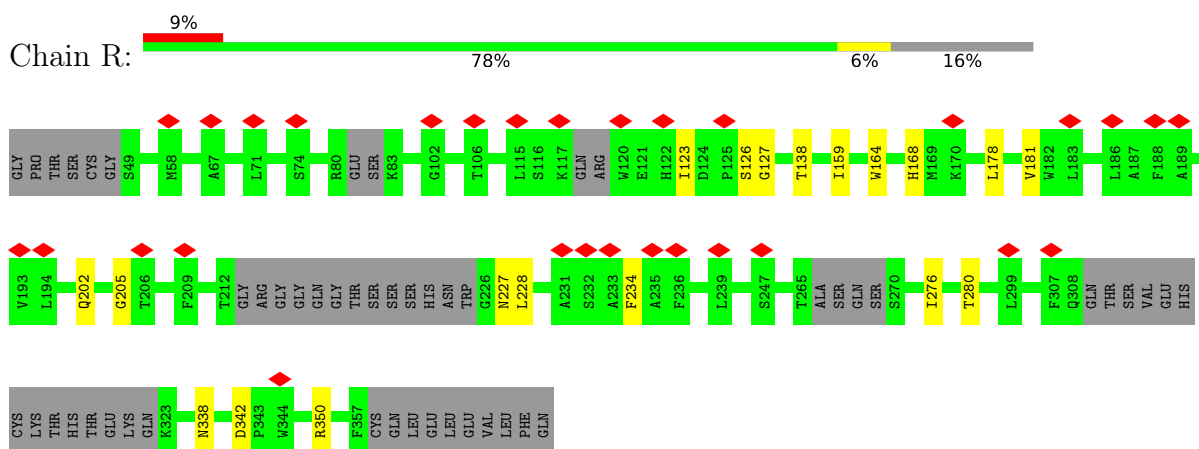 9%
Chain R:
78% 6% 16%
GLY PRO THR SER CYS GLY S49 M58 A67 L71 S74 R80 GLU SER K83 G102 T106 L115 S116 K117 GLN ARG W120 E121 H122 I123 D124 P125 S126 G127 T138 I159 W164 H168 M169 K170 L178 V181 W182 L183 L186 A187 F188 A189
V193 L194 Q202 G205 T206 F209 T212 GLY ARG GLY GLY GLN GLY THR SER SER SER HIS ASN TRP G226 N227 L228 A231 S232 A233 F234 A235 F236 L239 S247 T265 ALA SER GLN SER S270 I276 T280 L299 F307 Q308 GLN THR SER VAL GLU HIS
CYS LYS THR HIS THR GLU LYS GLN K323 N338 D342 P343 W344 R350 F357 CYS GLN LEU GLU LEU GLU VAL LEU PHE GLN